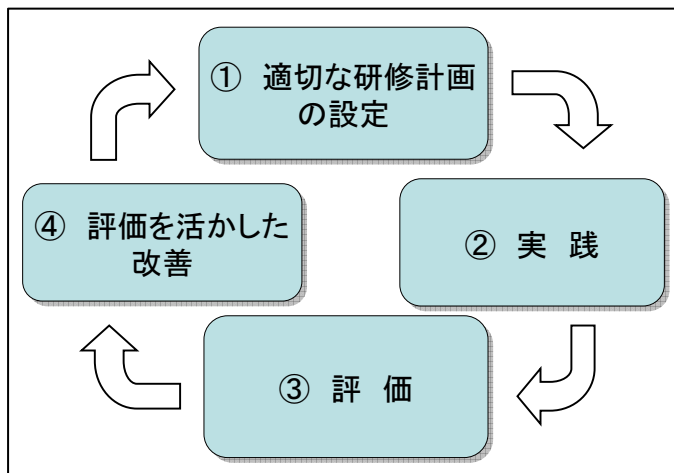 ① 適切な研修計画
の設定
② 実 践
③ 評 価
④ 評価を活かした
改善